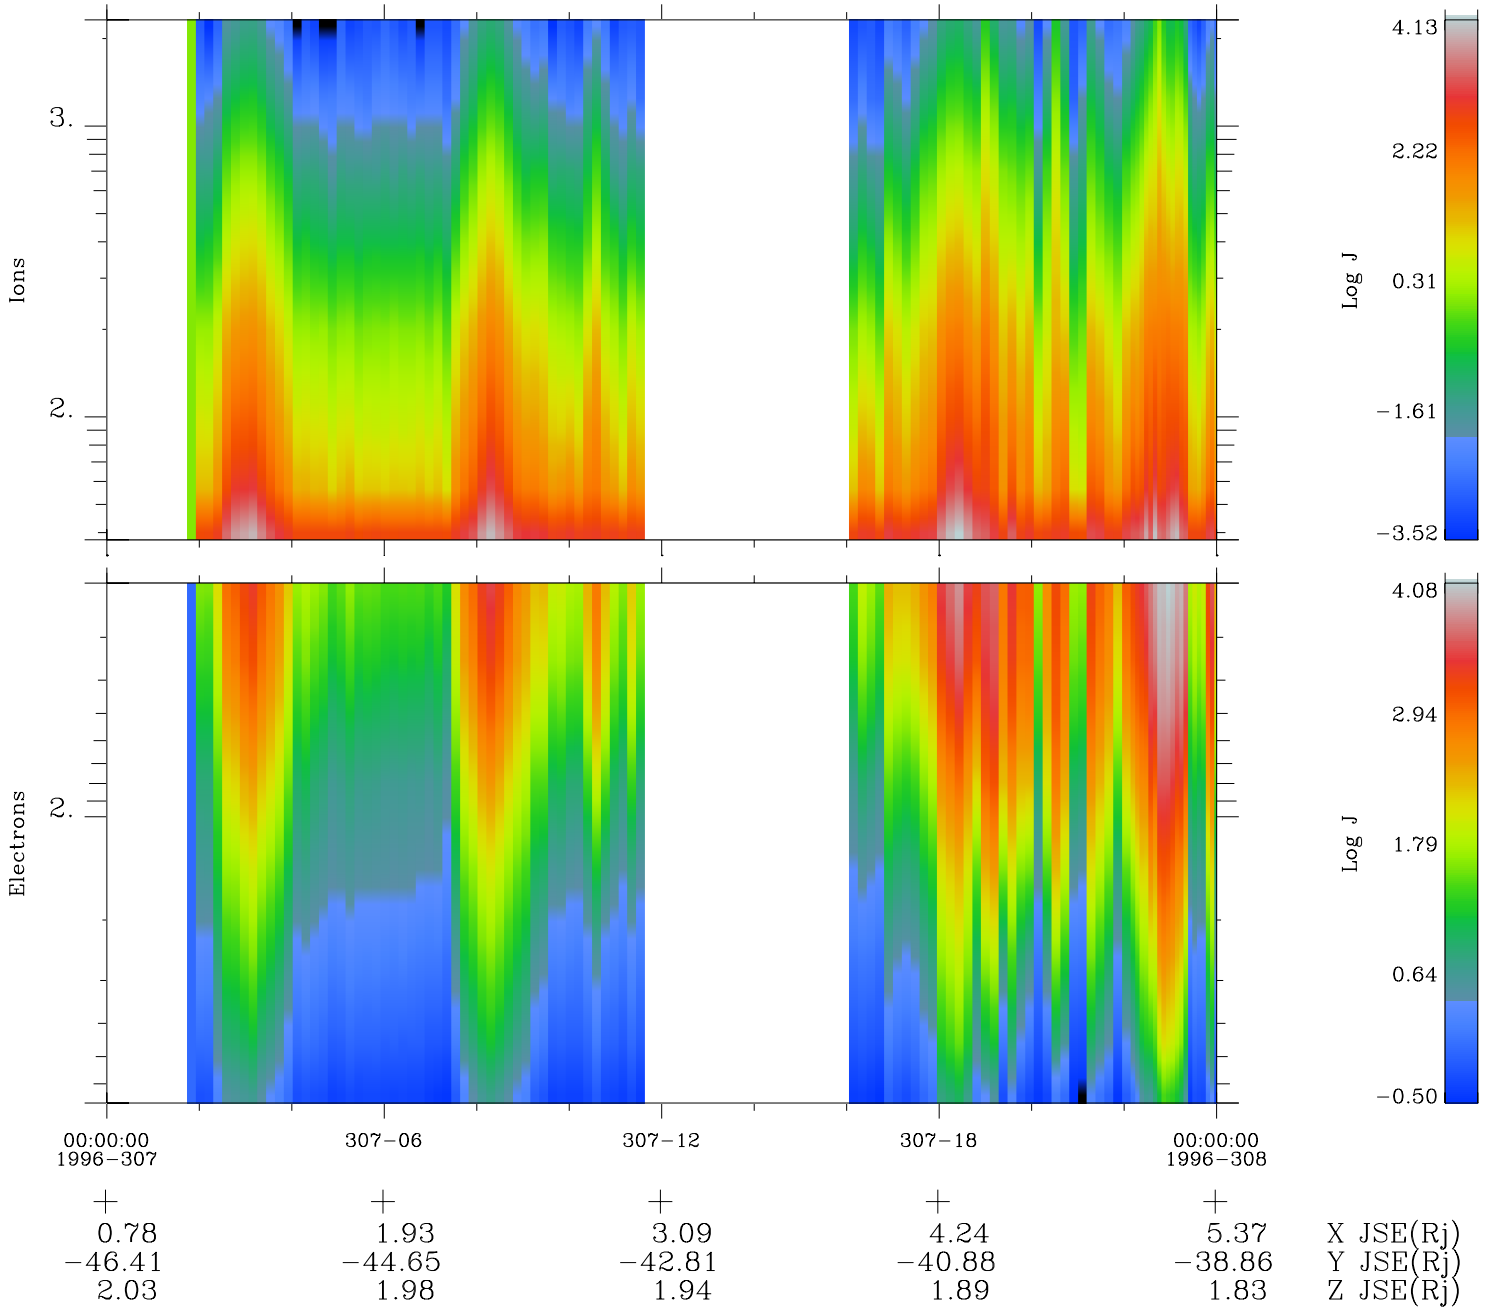 3.
2.
Ions
4.13
2.22
0.31
−1.61
−3.52
Log J
2.
Electrons
4.08
2.94
1.79
0.64
−0.50
Log J
00:00:00 307−06 307−12 307−18 00:00:00
1996−307 1996−308
0.78 1.93 3.09 4.24 5.37 X JSE(Rj)
−46.41 −44.65 −42.81 −40.88 −38.86 Y JSE(Rj)
2.03 1.98 1.94 1.89 1.83 Z JSE(Rj)